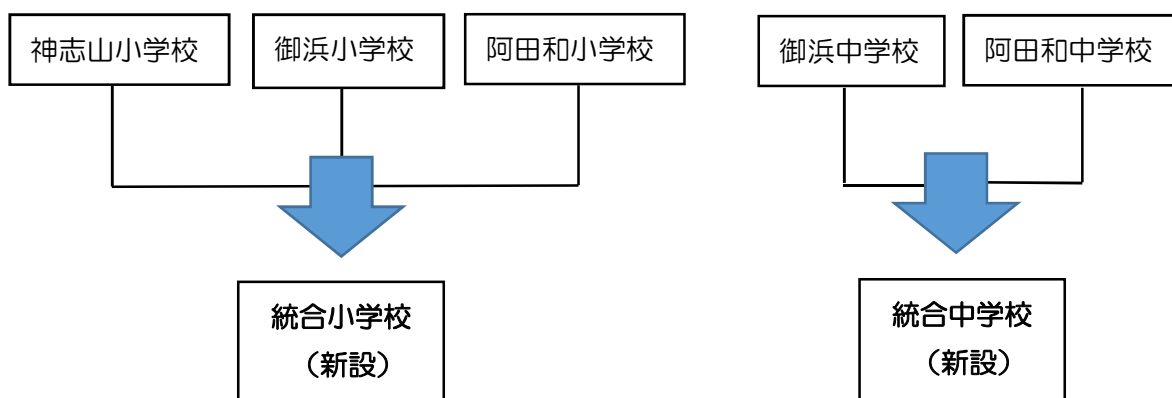 神志山小学校
御浜小学校
阿田和小学校
御浜中学校
阿田和中学校
統合小学校
（新設）
統合中学校
（新設）